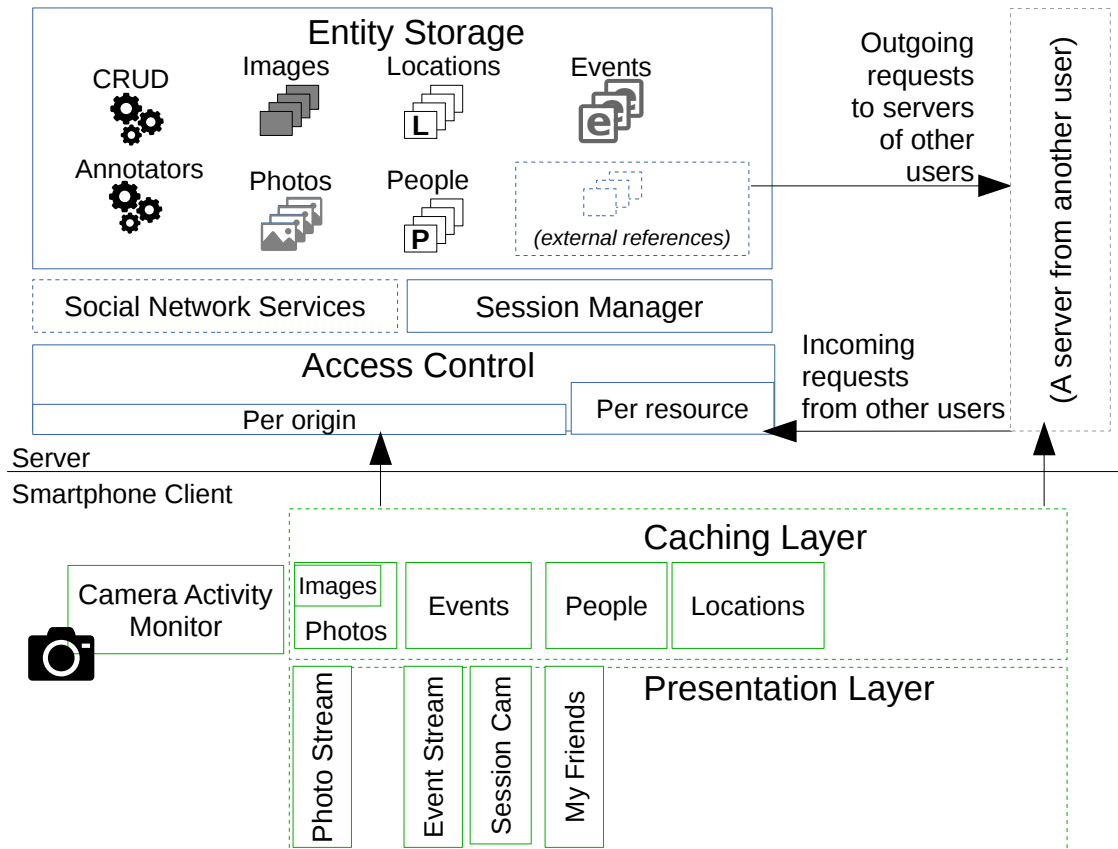 Entity Storage
CRUD
Images
Locations
Events
L
e
Annotators
Photos
People
P
(external references)
Outgoing
requests
to servers
of other
users
(A server from another user)
Social Network Services
Session Manager
Access Control
Per origin
Per resource
Incoming
requests
from other users
Server
Smartphone Client
Caching Layer
Camera Activity
Monitor
Images
Photos
Events
People
Locations
Presentation Layer
Photo Stream
Event Stream
Session Cam
My Friends